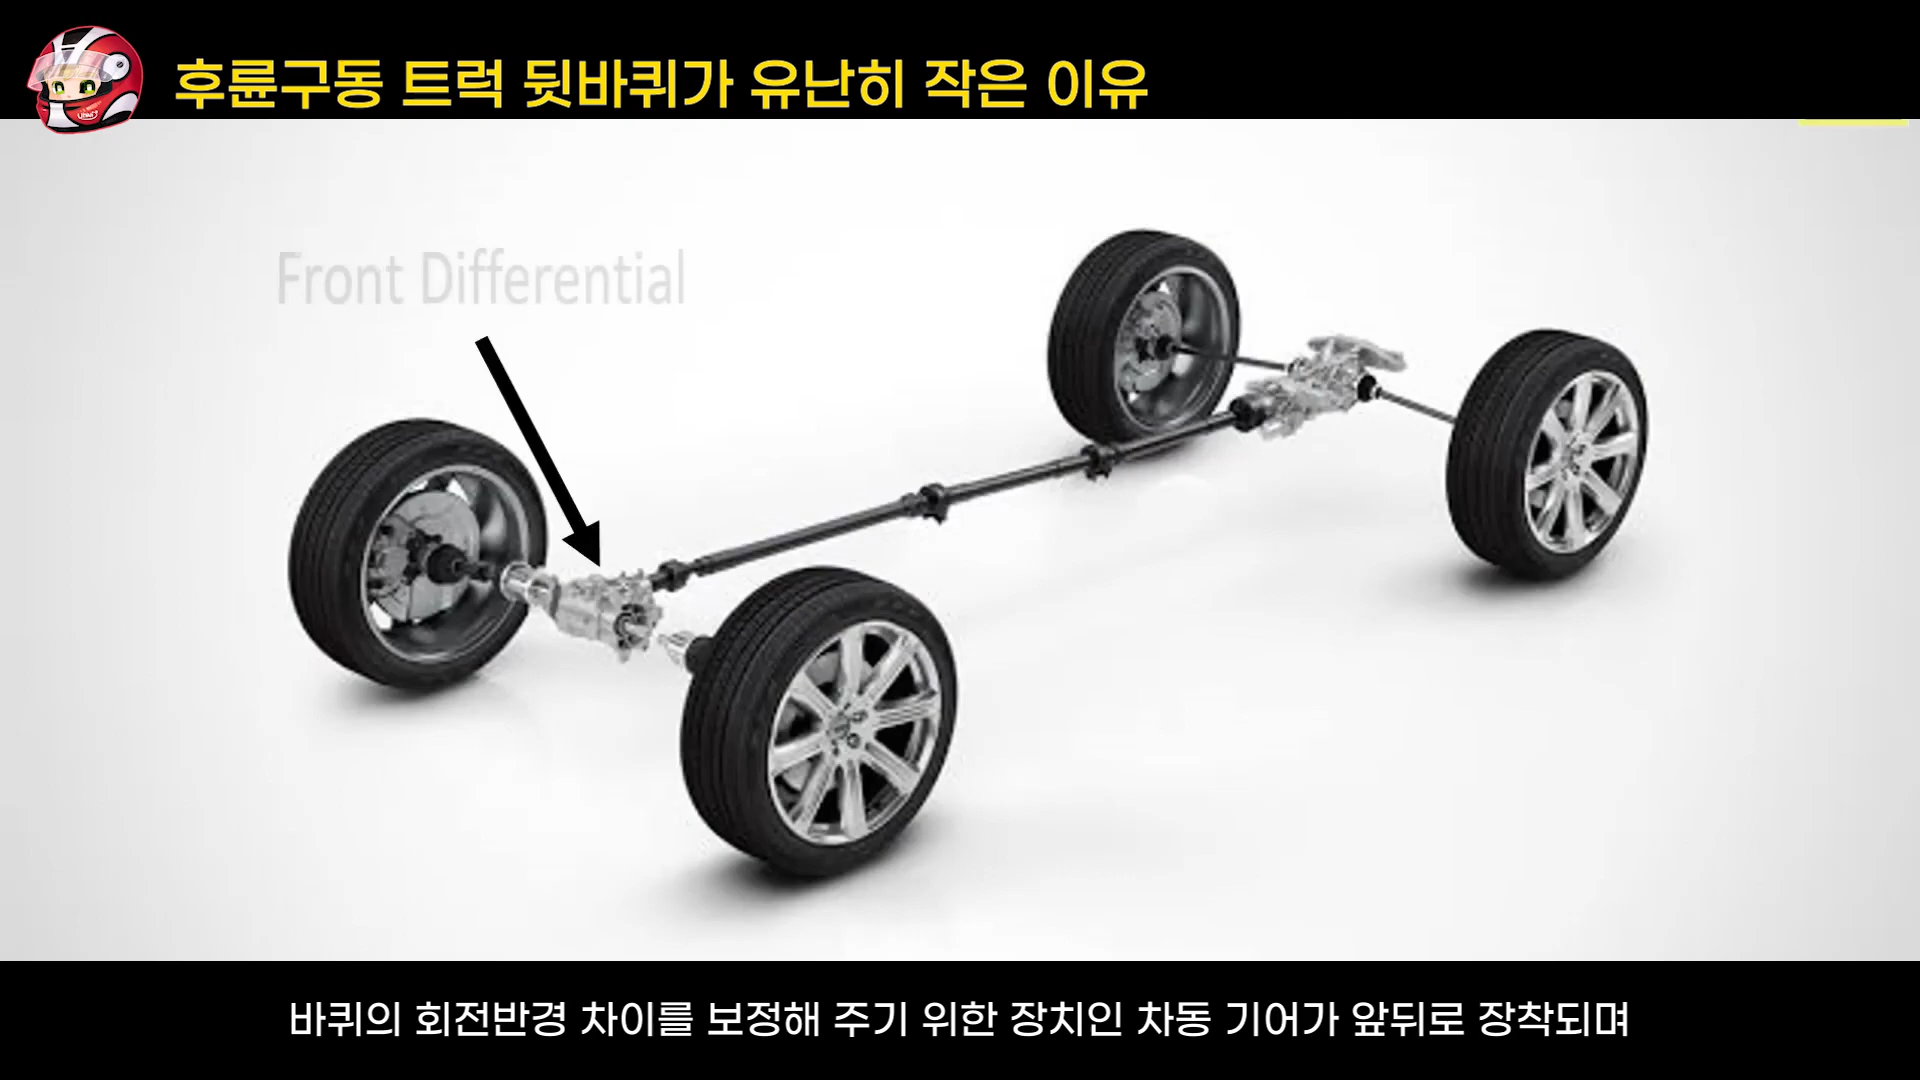 후륜구동 트럭 뒷바퀴가 유난히 작은 이유
Front Differential
바퀴의 회전반경 차이를 보정해 주기 위한 장치인 차동 기어가 앞뒤로 장착되며